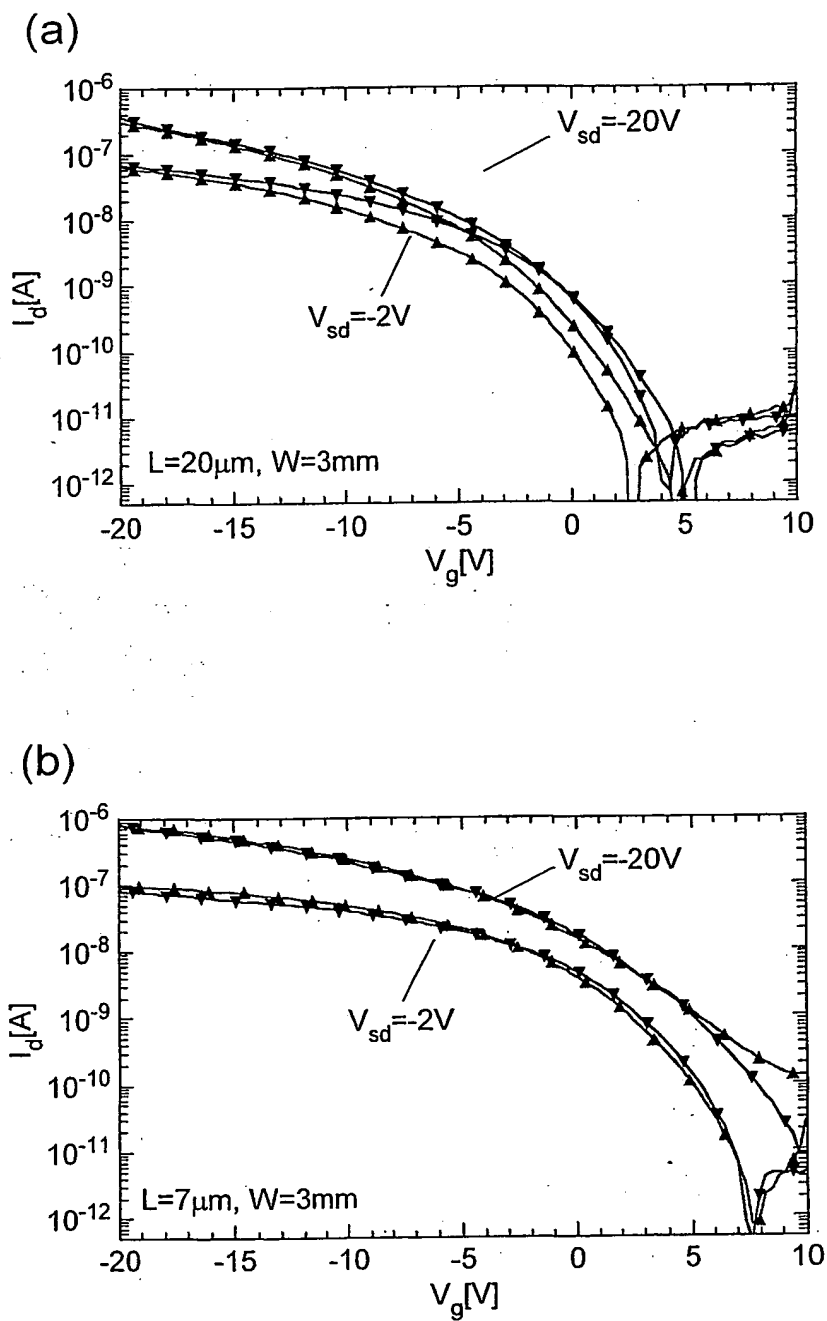 (a)
10⁻⁶
10⁻⁷
10⁻⁸
10⁻⁹
10⁻¹⁰
10⁻¹¹
10⁻¹²
I_d[A]
V_sd=-20V
V_sd=-2V
L=20μm, W=3mm
-20 -15 -10 -5 0 5 10
V_g[V]
(b)
10⁻⁶
10⁻⁷
10⁻⁸
10⁻⁹
10⁻¹⁰
10⁻¹¹
10⁻¹²
I_d[A]
V_sd=-20V
V_sd=-2V
L=7μm, W=3mm
-20 -15 -10 -5 0 5 10
V_g[V]